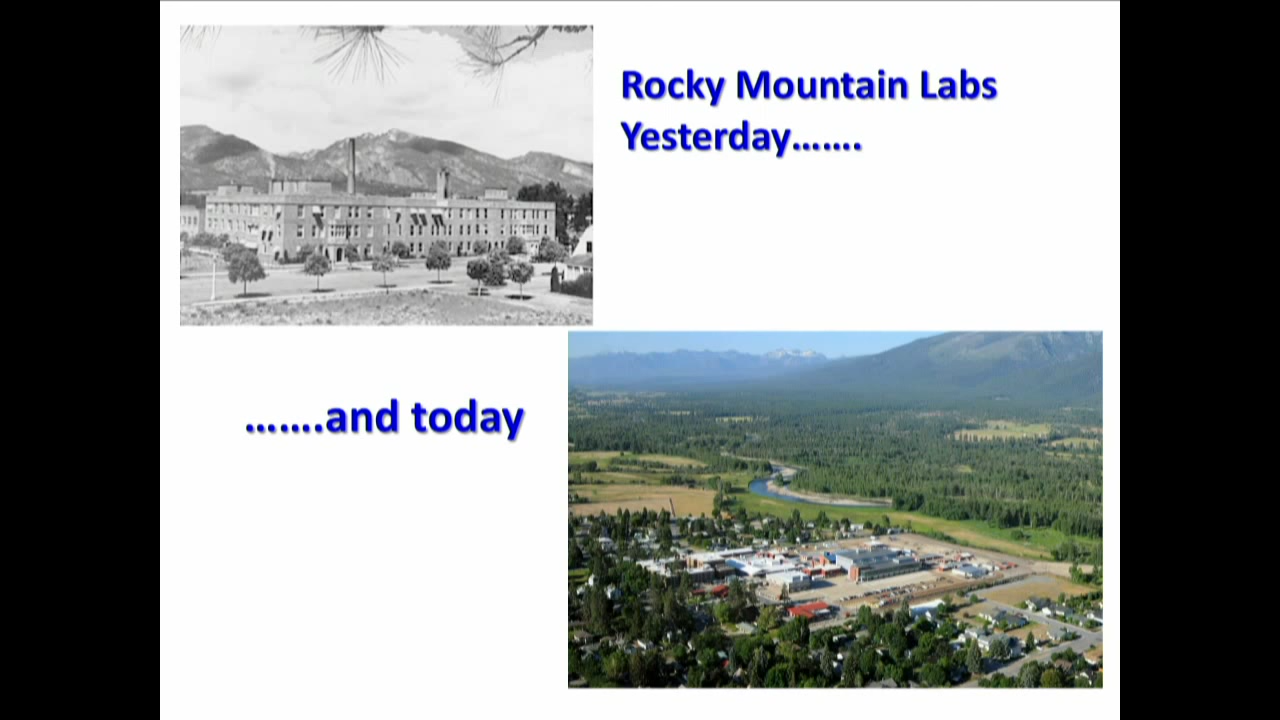 Rocky Mountain Labs
Yesterday…….
…….and today